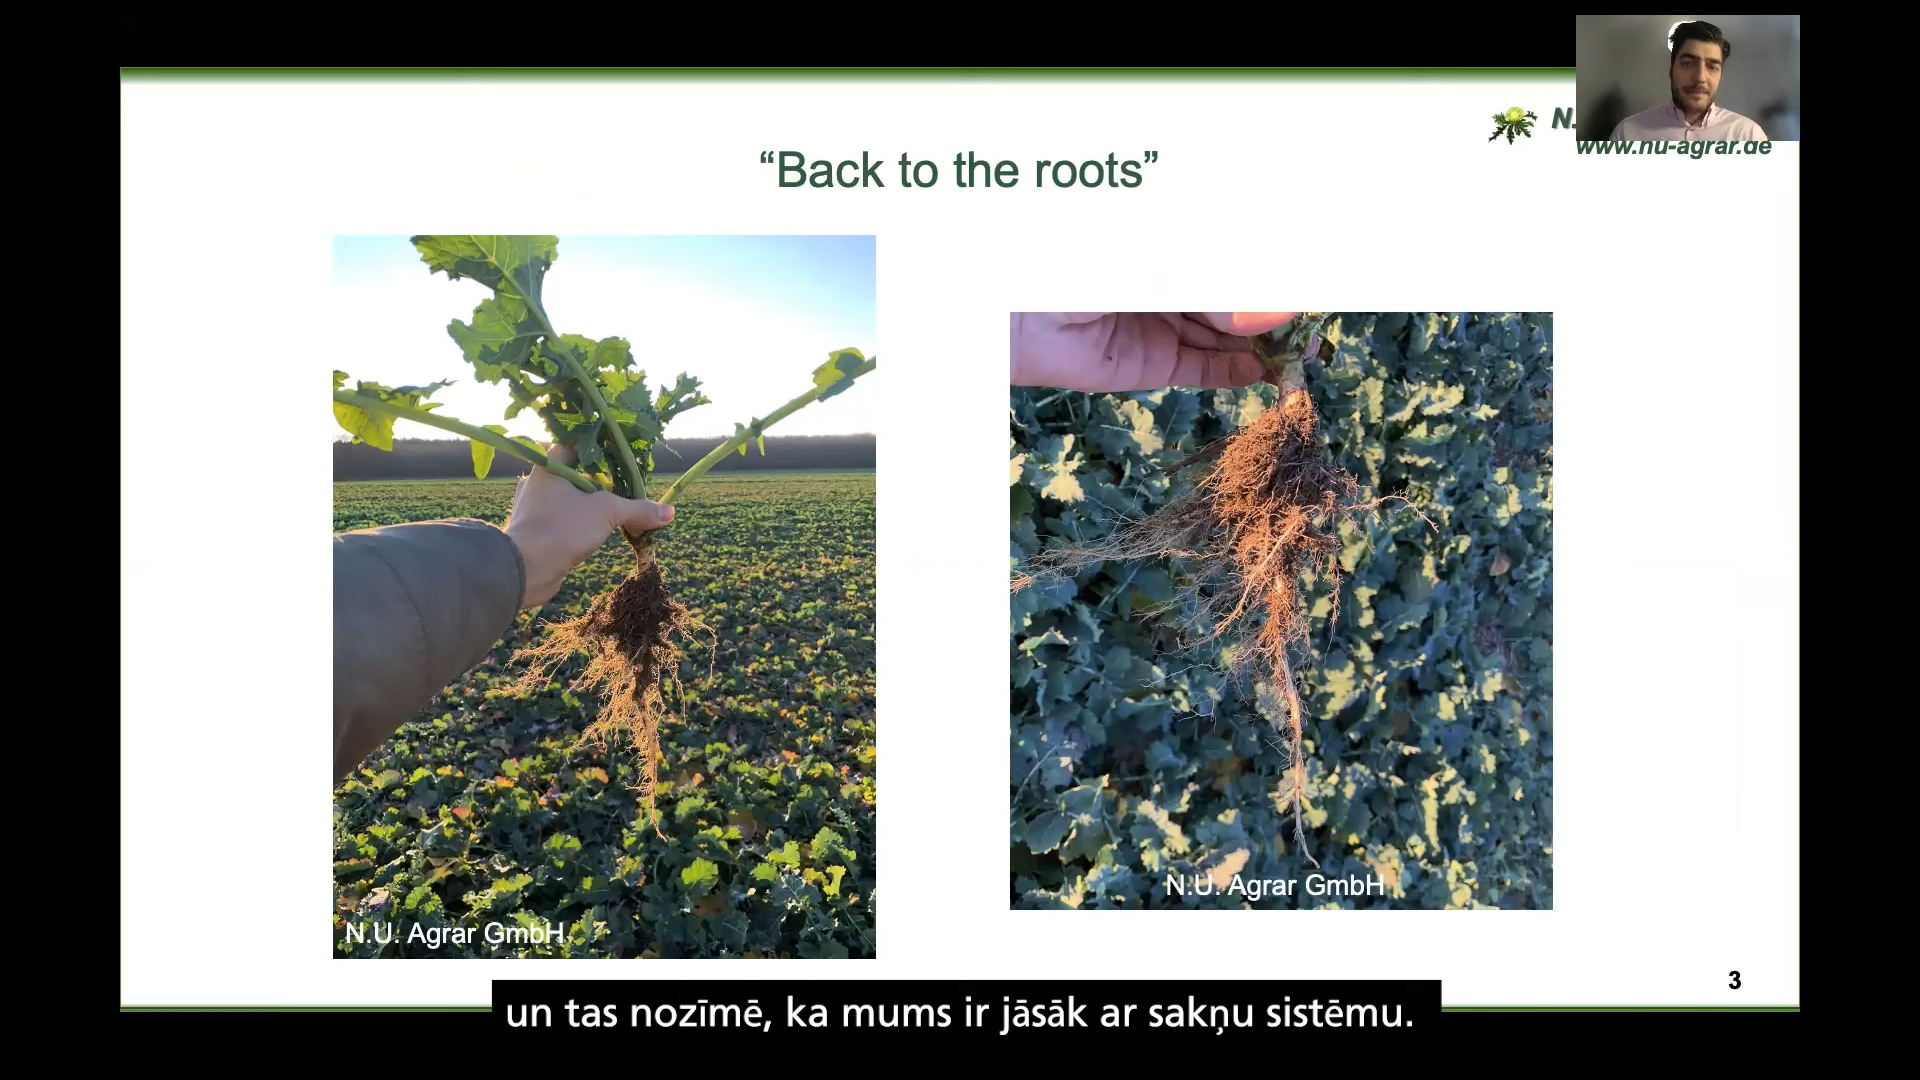 N.
www.nu-agrar.de
“Back to the roots”
N.U. Agrar GmbH
N.U. Agrar GmbH
3
un tas nozīmē, ka mums ir jāsāk ar sakņu sistēmu.